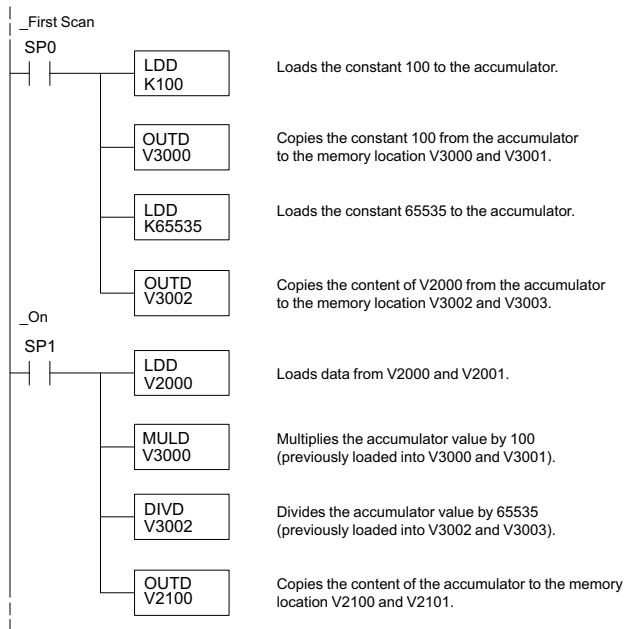 _First Scan
SP0
LDD
K100
Loads the constant 100 to the accumulator.
OUTD
V3000
Copies the constant 100 from the accumulator
to the memory location V3000 and V3001.
LDD
K65535
Loads the constant 65535 to the accumulator.
OUTD
V3002
Copies the content of V2000 from the accumulator
to the memory location V3002 and V3003.
_On
SP1
LDD
V2000
Loads data from V2000 and V2001.
MULD
V3000
Multiplies the accumulator value by 100
(previously loaded into V3000 and V3001).
DIVD
V3002
Divides the accumulator value by 65535
(previously loaded into V3002 and V3003).
OUTD
V2100
Copies the content of the accumulator to the memory
location V2100 and V2101.